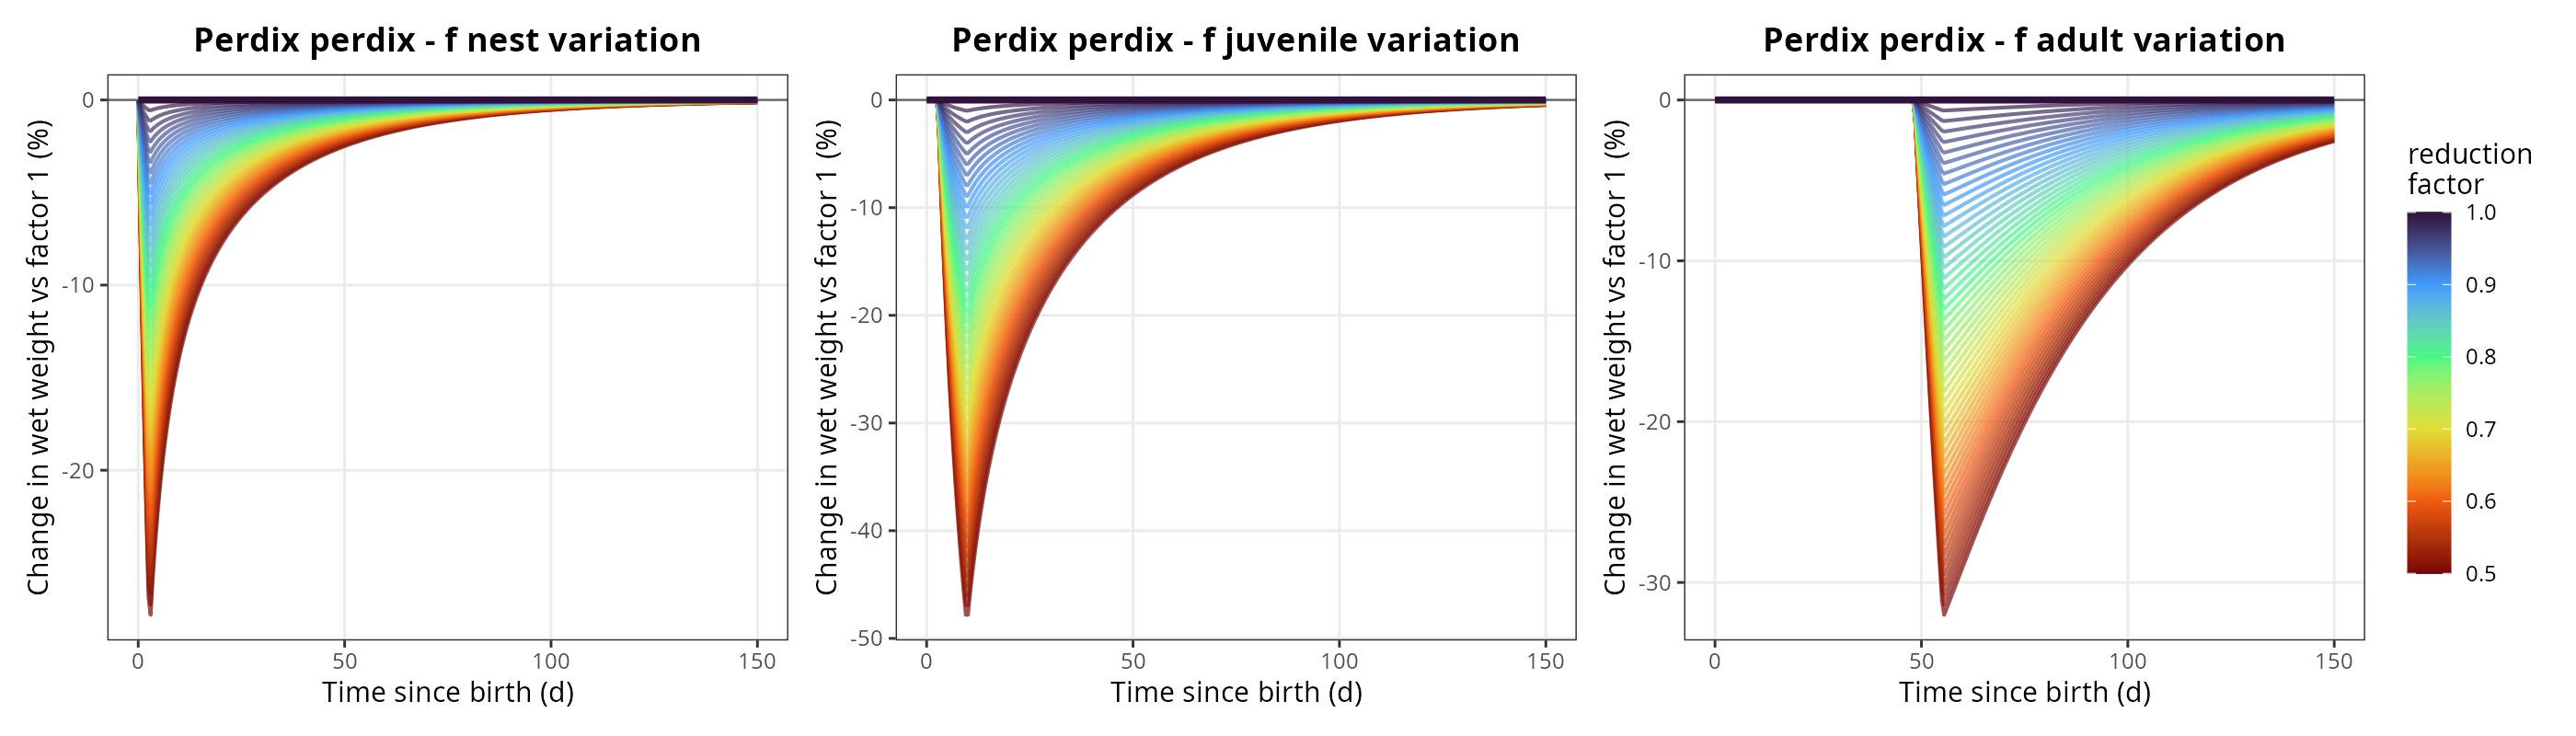 Perdix perdix - f nest variation
Change in wet weight vs factor 1 (%)
0
-10
-20
0
50
100
150
Time since birth (d)
Perdix perdix - f juvenile variation
Change in wet weight vs factor 1 (%)
0
-10
-20
-30
-40
-50
0
50
100
150
Time since birth (d)
Perdix perdix - f adult variation
Change in wet weight vs factor 1 (%)
0
-10
-20
-30
0
50
100
150
Time since birth (d)
reduction
factor
1.0
0.9
0.8
0.7
0.6
0.5